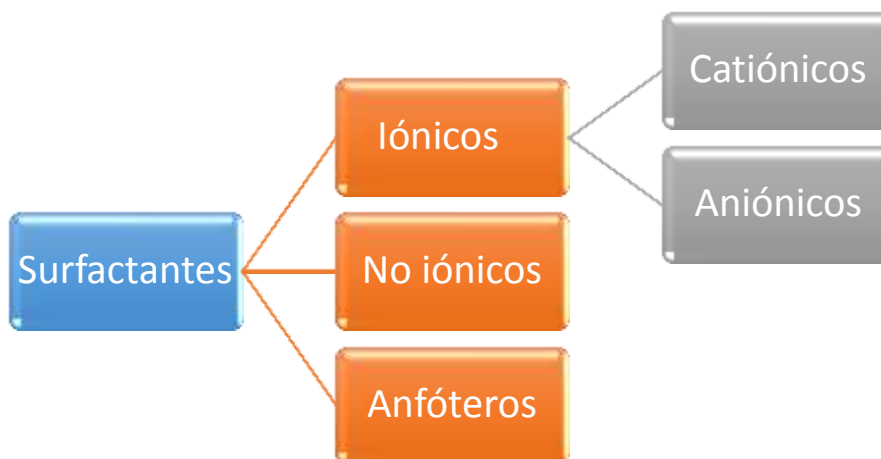 Surfactantes
Iónicos
Catiónicos
Aniónicos
No iónicos
Anfóteros